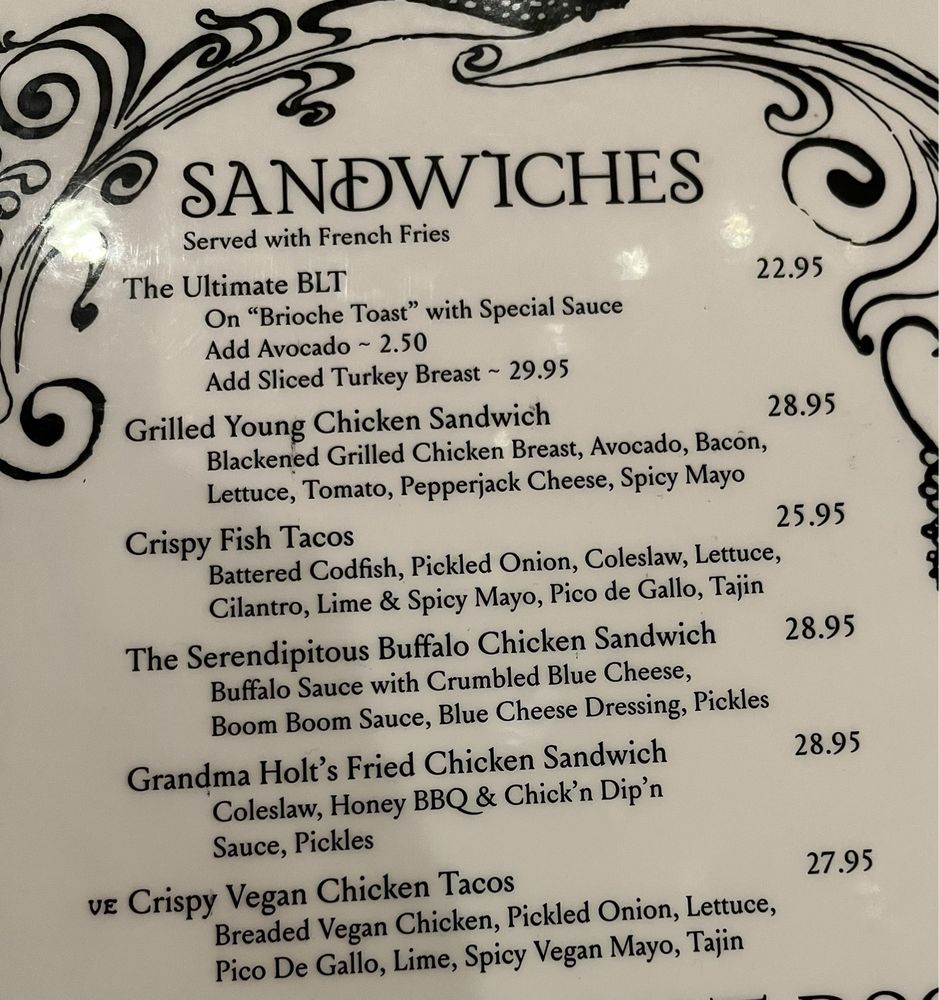 SANDWICHES
Served with French Fries
The Ultimate BLT 22.95
On “Brioche Toast” with Special Sauce
Add Avocado ~ 2.50
Add Sliced Turkey Breast ~ 29.95
Grilled Young Chicken Sandwich 28.95
Blackened Grilled Chicken Breast, Avocado, Bacon,
Lettuce, Tomato, Pepperjack Cheese, Spicy Mayo
Crispy Fish Tacos 25.95
Battered Codfish, Pickled Onion, Coleslaw, Lettuce,
Cilantro, Lime & Spicy Mayo, Pico de Gallo, Tajin
The Serendipitous Buffalo Chicken Sandwich 28.95
Buffalo Sauce with Crumbled Blue Cheese,
Boom Boom Sauce, Blue Cheese Dressing, Pickles
Grandma Holt’s Fried Chicken Sandwich 28.95
Coleslaw, Honey BBQ & Chick’n Dip’n
Sauce, Pickles
VE Crispy Vegan Chicken Tacos 27.95
Breaded Vegan Chicken, Pickled Onion, Lettuce,
Pico De Gallo, Lime, Spicy Vegan Mayo, Tajin